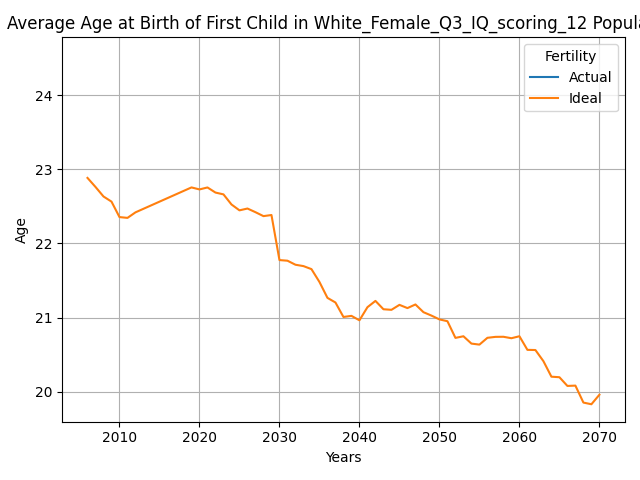 Average Age at Birth of First Child in White_Female_Q3_IQ_scoring_12 Popul
Fertility
Actual
Ideal
24
23
22
21
20
Age
2010 2020 2030 2040 2050 2060 2070
Years